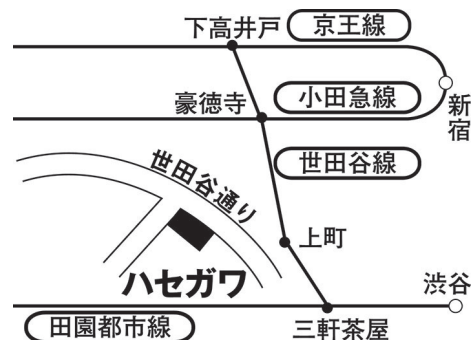 下高井戸
京王線
豪徳寺
小田急線
新宿
世田谷線
世田谷通り
上町
ハセガワ
渋谷
田園都市線
三軒茶屋